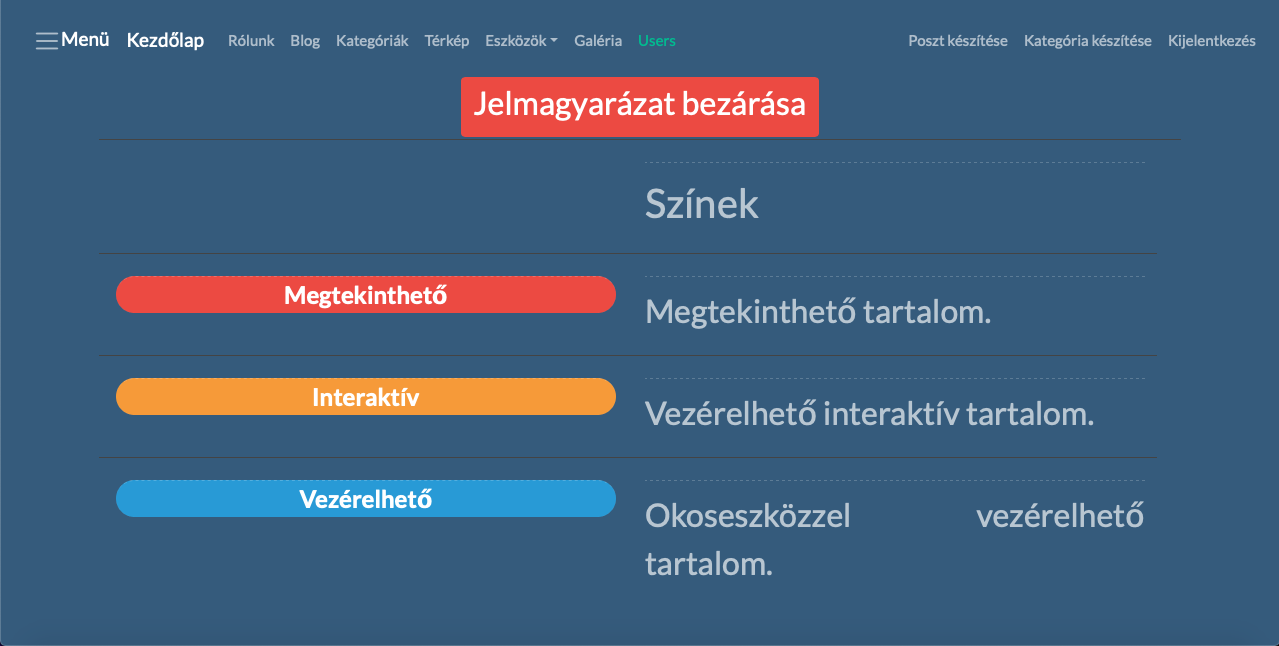 Menü Kezdőlap Rólunk Blog Kategóriák Térkép Eszközök Galéria Users Poszt készítése Kategória készítése Kijelentkezés
Jelmagyarázat bezárása
Színek
Megtekinthető
Megtekinthető tartalom.
Interaktív
Vezérelhető interaktív tartalom.
Vezérelhető
Okoseszközzel vezérelhető
tartalom.